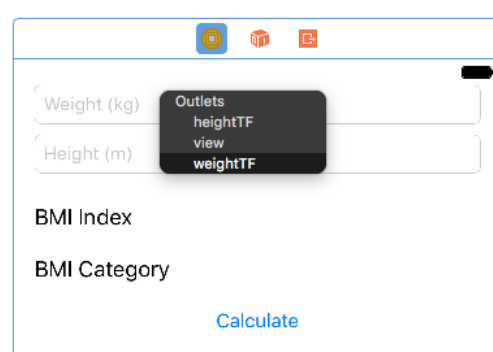 Weight (kg)
Outlets
heightTF
view
weightTF
Height (m)
BMI Index
BMI Category
Calculate